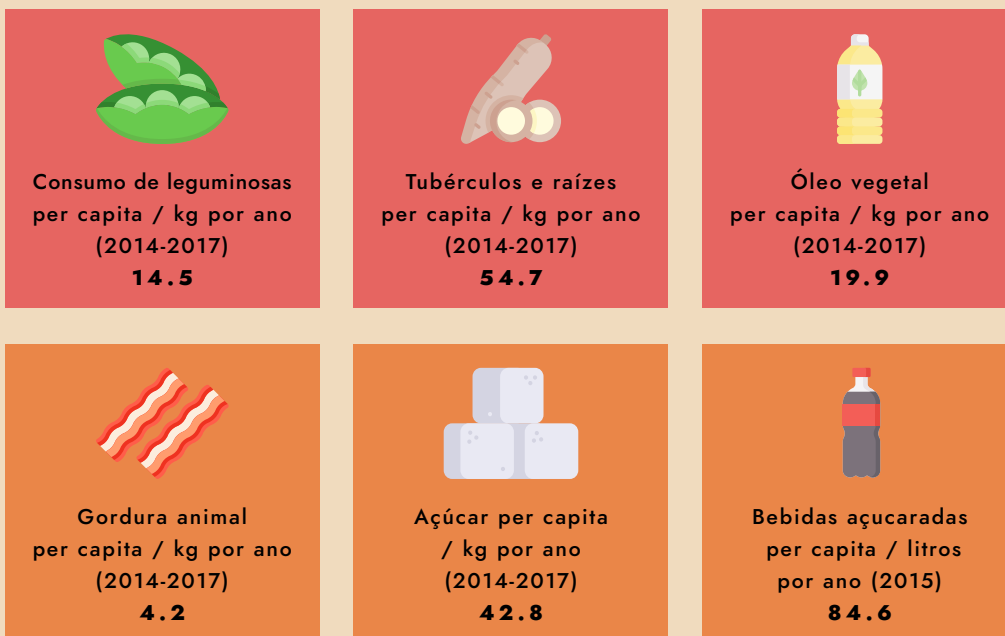 Consumo de leguminosas
per capita / kg por ano
(2014-2017)
14.5
Tubérculos e raízes
per capita / kg por ano
(2014-2017)
54.7
Óleo vegetal
per capita / kg por ano
(2014-2017)
19.9
Gordura animal
per capita / kg por ano
(2014-2017)
4.2
Açúcar per capita
/ kg por ano
(2014-2017)
42.8
Bebidas açucaradas
per capita / litros
por ano (2015)
84.6